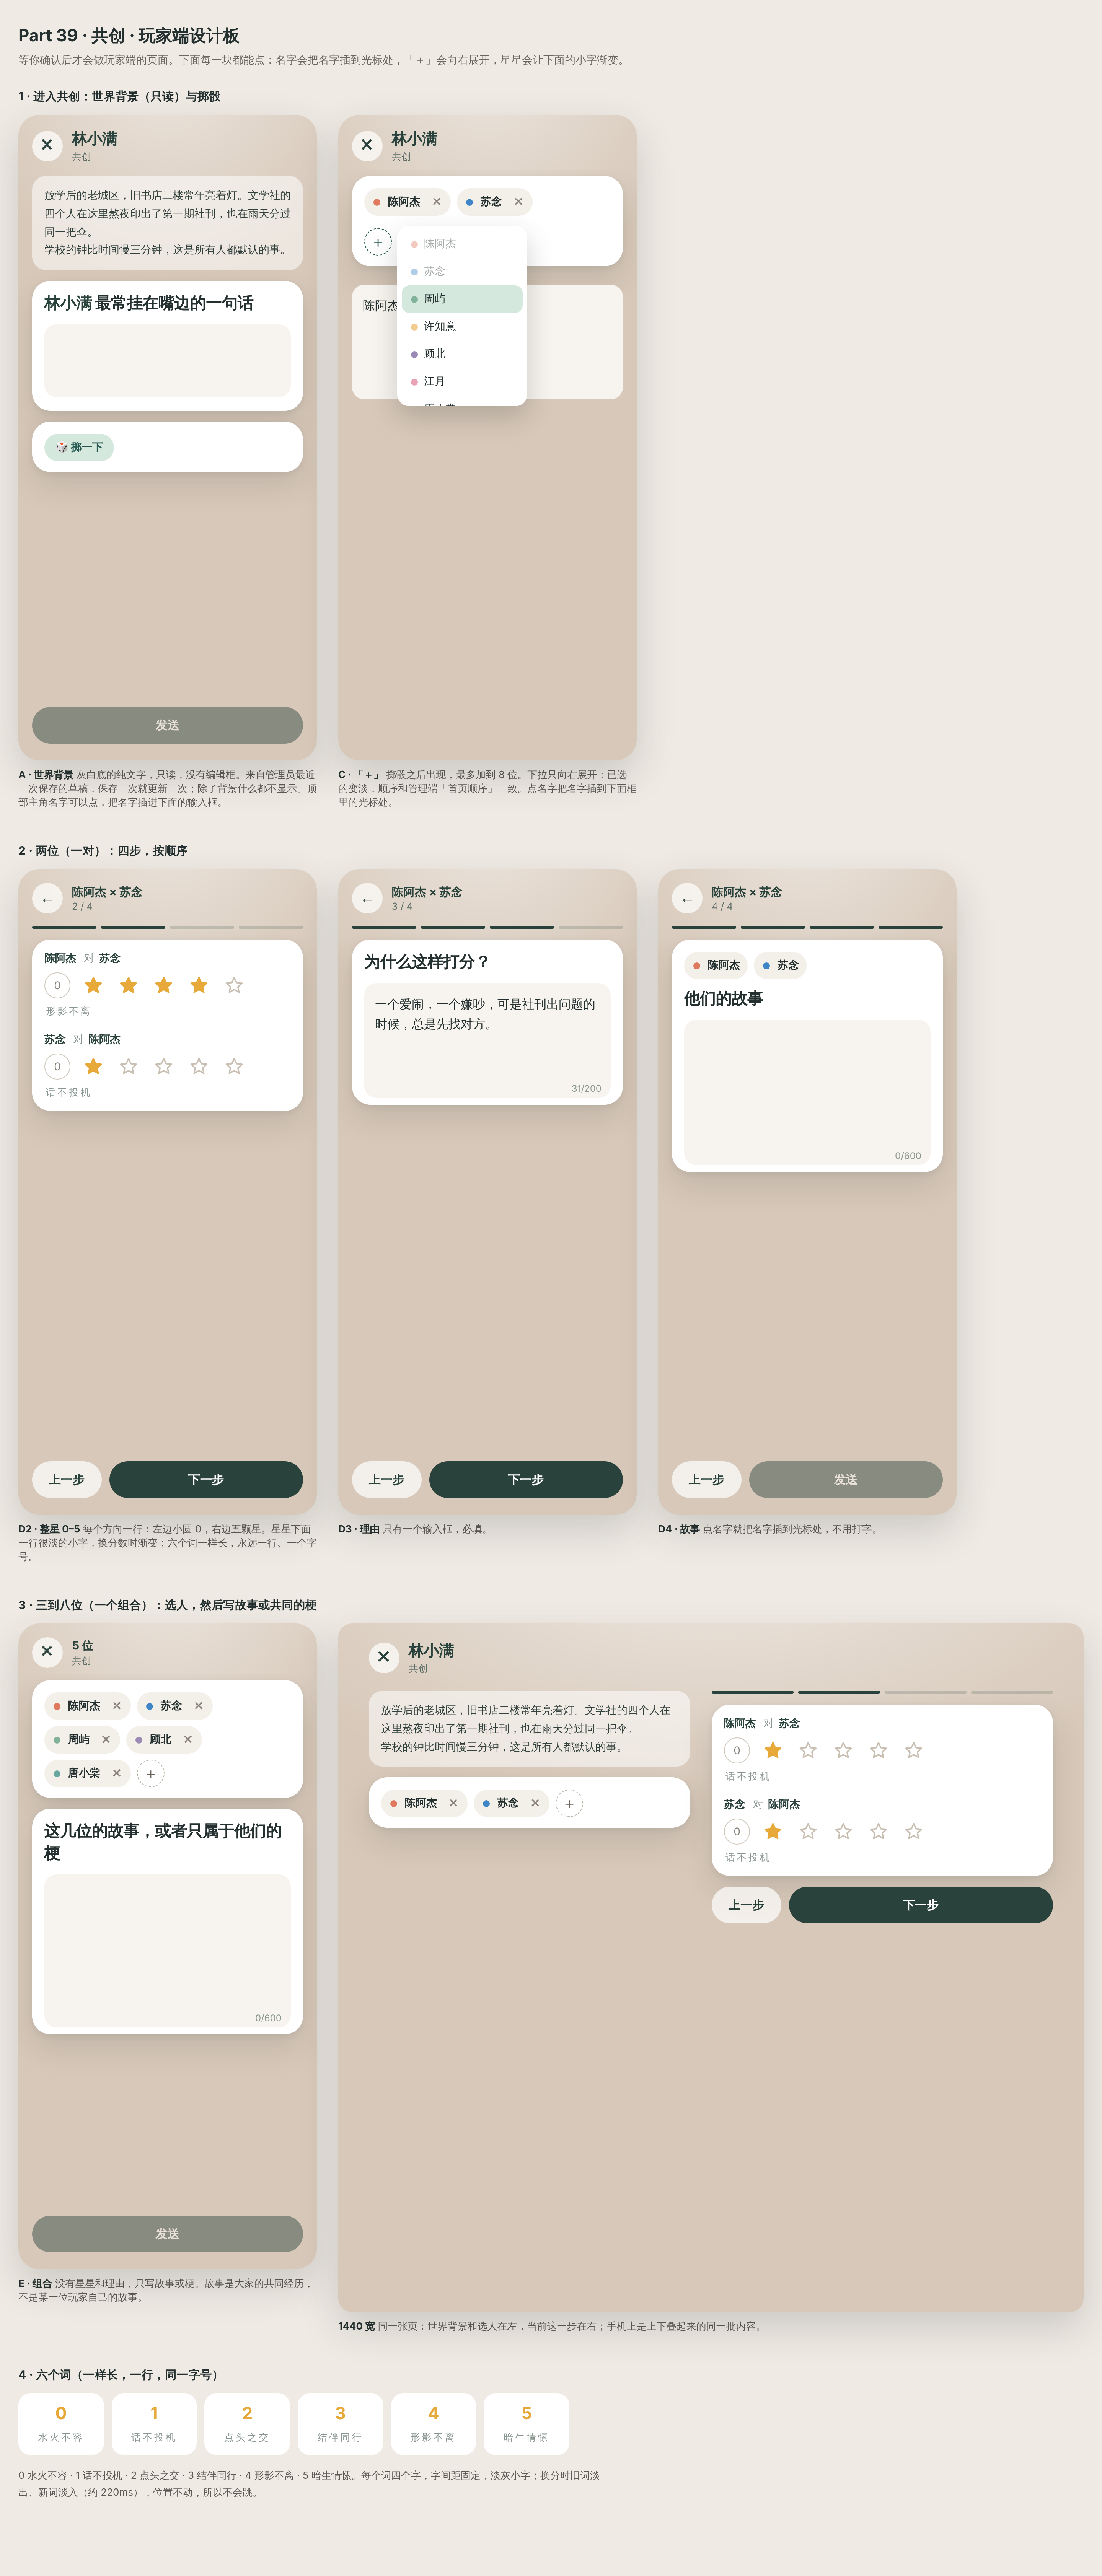 Part 39 · 共创 · 玩家端设计板
等你确认后才会做玩家端的页面。下面每一块都能点：名字会把名字插到光标处，「＋」会向右展开，星星会让下面的小字渐变。
1 · 进入共创：世界背景（只读）与掷骰
✕
林小满
共创
放学后的老城区，旧书店二楼常年亮着灯。文学社的
四个人在这里熬夜印出了第一期社刊，也在雨天分过
同一把伞。
学校的钟比时间慢三分钟，这是所有人都默认的事。
林小满 最常挂在嘴边的一句话
🎲 掷一下
发送
A · 世界背景 灰白底的纯文字，只读，没有编辑框。来自管理员最近
一次保存的草稿，保存一次就更新一次；除了背景什么都不显示。顶
部主角名字可以点，把名字插进下面的输入框。
✕
林小满
共创
陈阿杰 ✕ 苏念 ✕
＋
陈阿杰
苏念
周屿
许知意
顾北
江月
陈阿杰
C · 「＋」 掷骰之后出现，最多加到 8 位。下拉只向右展开；已选
的变淡，顺序和管理端「首页顺序」一致。点名字把名字插到下面框
里的光标处。
2 · 两位（一对）：四步，按顺序
←
陈阿杰 × 苏念
2 / 4
陈阿杰 对 苏念
0
形影不离
苏念 对 陈阿杰
0
话不投机
上一步 下一步
D2 · 整星 0–5 每个方向一行：左边小圆 0，右边五颗星。星星下面
一行很淡的小字，换分数时渐变；六个词一样长，永远一行、一个字
号。
←
陈阿杰 × 苏念
3 / 4
为什么这样打分？
一个爱闹，一个嫌吵，可是社刊出问题的
时候，总是先找对方。
31/200
上一步 下一步
D3 · 理由 只有一个输入框，必填。
←
陈阿杰 × 苏念
4 / 4
陈阿杰 苏念
他们的故事
0/600
上一步 发送
D4 · 故事 点名字就把名字插到光标处，不用打字。
3 · 三到八位（一个组合）：选人，然后写故事或共同的梗
✕
5 位
共创
陈阿杰 ✕ 苏念 ✕
周屿 ✕ 顾北 ✕
唐小棠 ✕ ＋
这几位的故事，或者只属于他们的
梗
0/600
发送
E · 组合 没有星星和理由，只写故事或梗。故事是大家的共同经历，
不是某一位玩家自己的故事。
✕
林小满
共创
放学后的老城区，旧书店二楼常年亮着灯。文学社的四个人在
这里熬夜印出了第一期社刊，也在雨天分过同一把伞。
学校的钟比时间慢三分钟，这是所有人都默认的事。
陈阿杰 ✕ 苏念 ✕ ＋
陈阿杰 对 苏念
0
话不投机
苏念 对 陈阿杰
0
话不投机
上一步 下一步
1440 宽 同一张页：世界背景和选人在左，当前这一步在右；手机上是上下叠起来的同一批内容。
4 · 六个词（一样长，一行，同一字号）
0 1 2 3 4 5
水火不容 话不投机 点头之交 结伴同行 形影不离 暗生情愫
0 水火不容 · 1 话不投机 · 2 点头之交 · 3 结伴同行 · 4 形影不离 · 5 暗生情愫。每个词四个字，字间距固定，淡灰小字；换分时旧词淡
出、新词淡入（约 220ms），位置不动，所以不会跳。